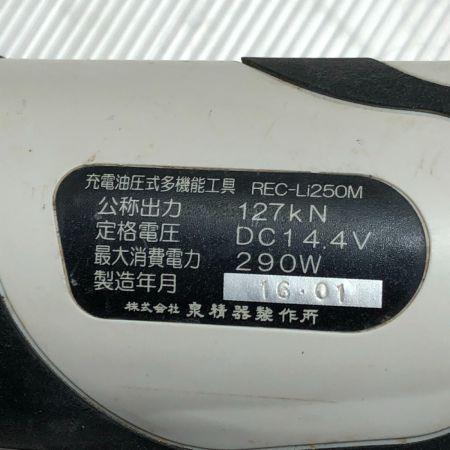 充電油圧式多機能工具 REC-Li250M
公称出力 127kN
定格電圧 DC14.4V
最大消費電力 290W
製造年月 16・01
株式会社 泉精器製作所